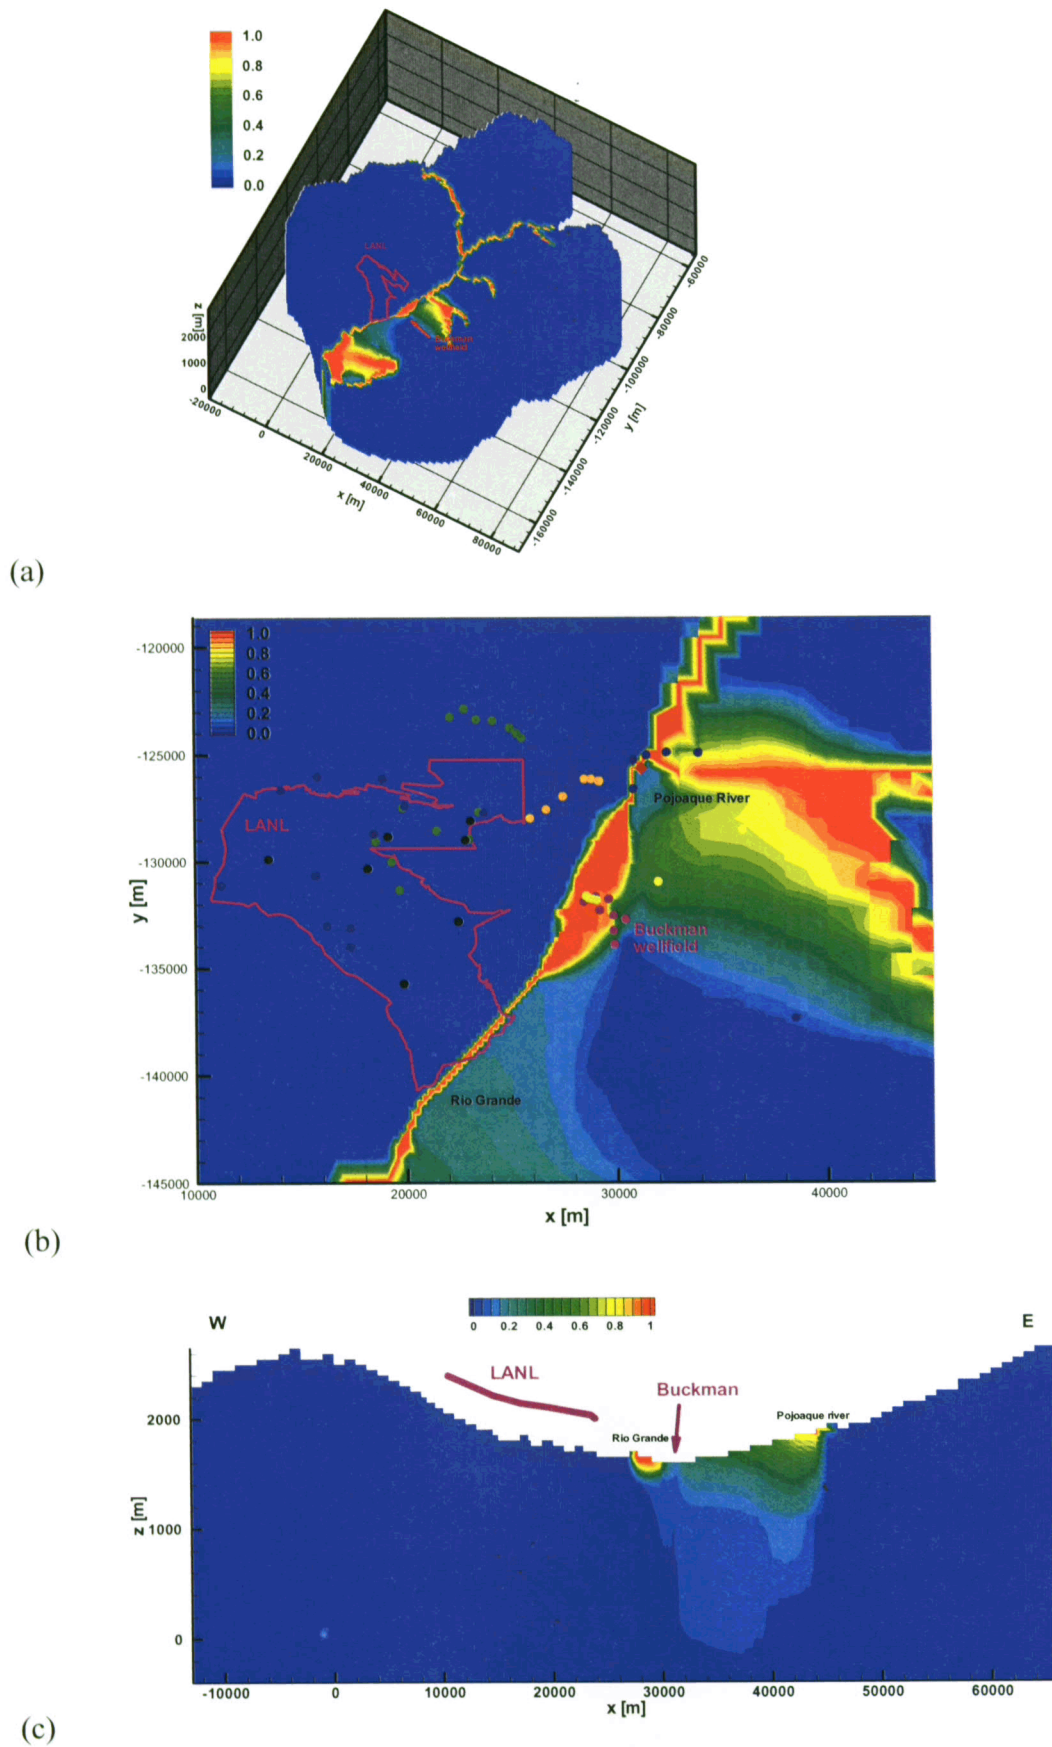 1.0
0.8
0.6
0.4
0.2
0.0
LANL
Buckman
wellfield
z [m]
2000
1000
0
-20000
0
20000
40000
60000
80000
x [m]
-60000
-80000
-100000
-120000
-140000
-160000
y [m]
(a)
1.0
0.8
0.6
0.4
0.2
0.0
-120000
-125000
-130000
-135000
-140000
-145000
y [m]
LANL
Pojoaque River
Buckman
wellfield
Rio Grande
10000 20000 30000 40000
x [m]
(b)
0 0.2 0.4 0.6 0.8 1
W E
LANL
Buckman
Pojoaque river
Rio Grande
2000
1000
0
z [m]
-10000 0 10000 20000 30000 40000 50000 60000
x [m]
(c)